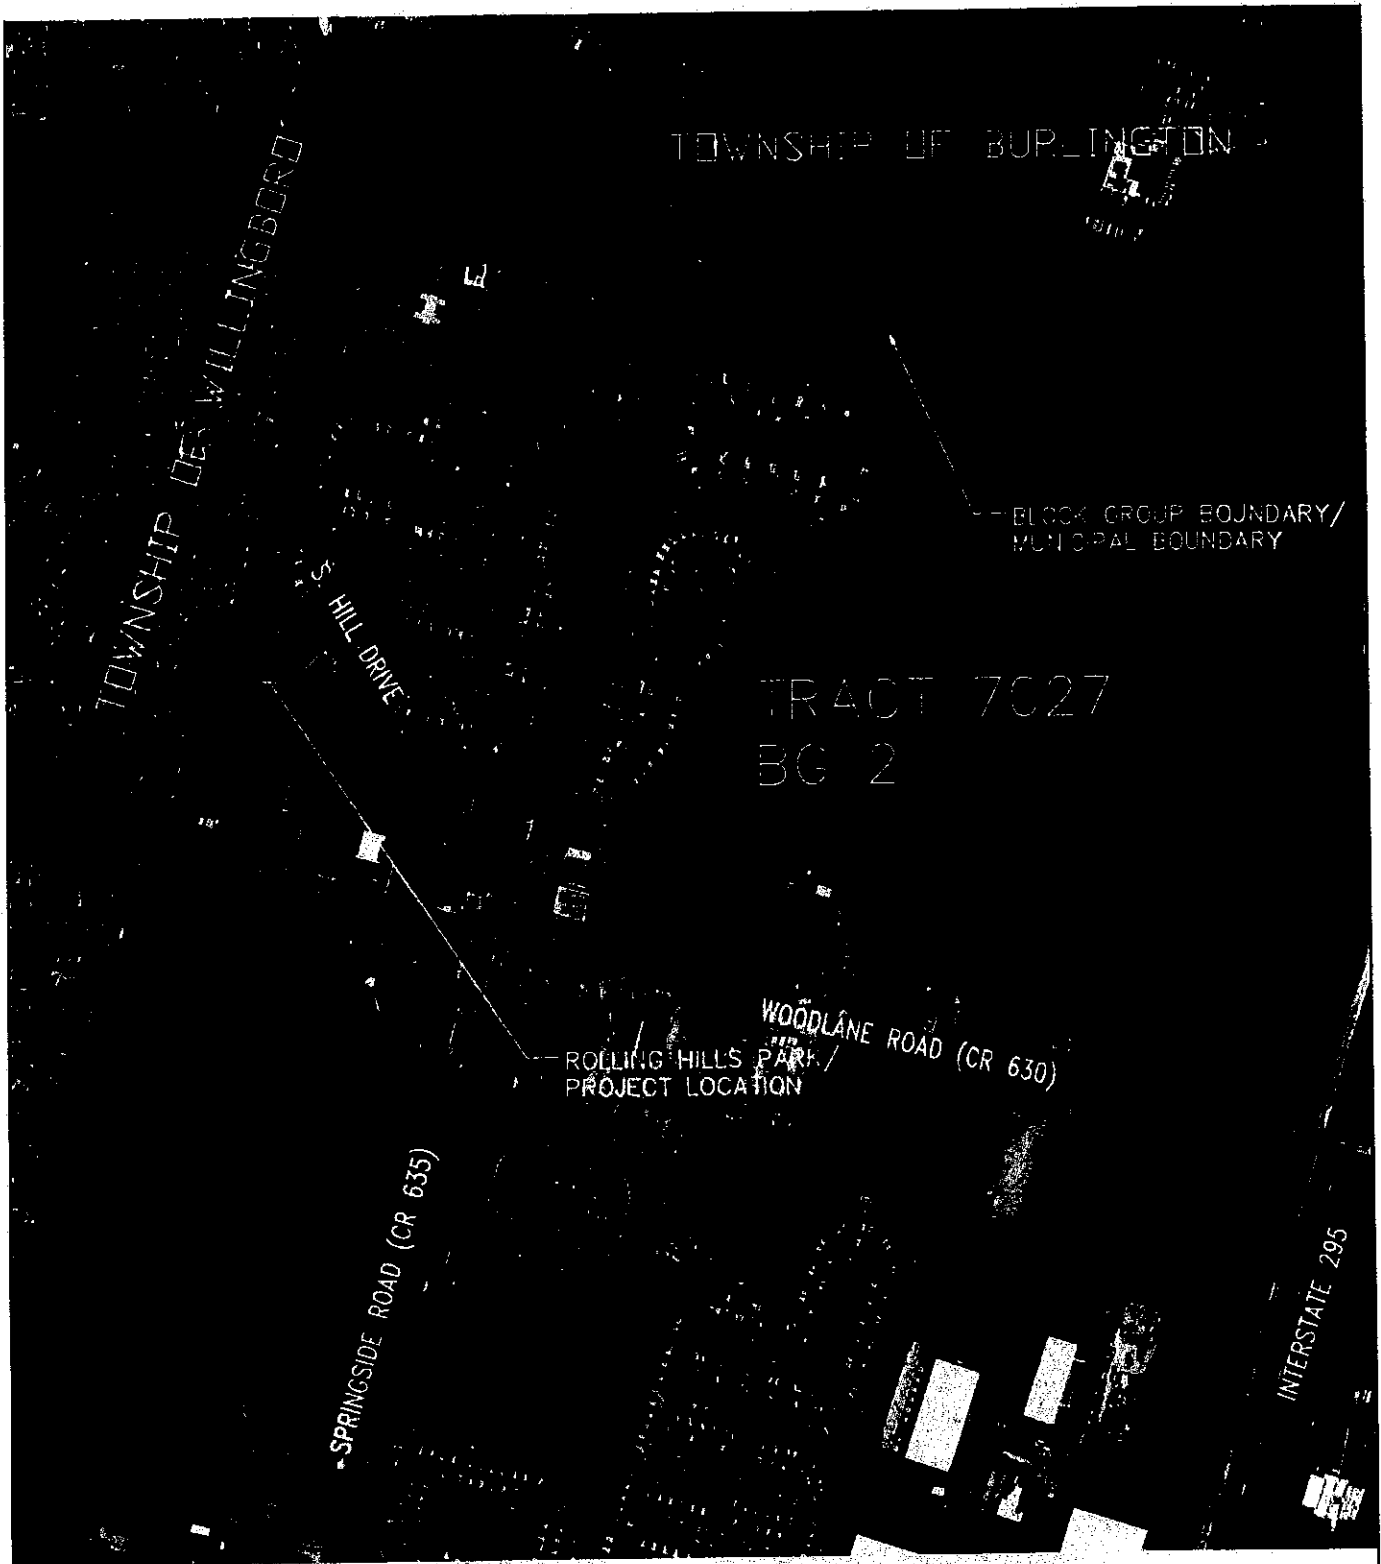 TOWNSHIP OF BURLINGTON
TOWNSHIP OF WILLINGBORO
BLOCK GROUP BOUNDARY/
MUNICIPAL BOUNDARY
S. HILL DRIVE
TRACT 7027
BG 2
WOODLANE ROAD (CR 630)
ROLLING HILLS PARK/
PROJECT LOCATION
SPRINGSIDE ROAD (CR 635)
INTERSTATE 295